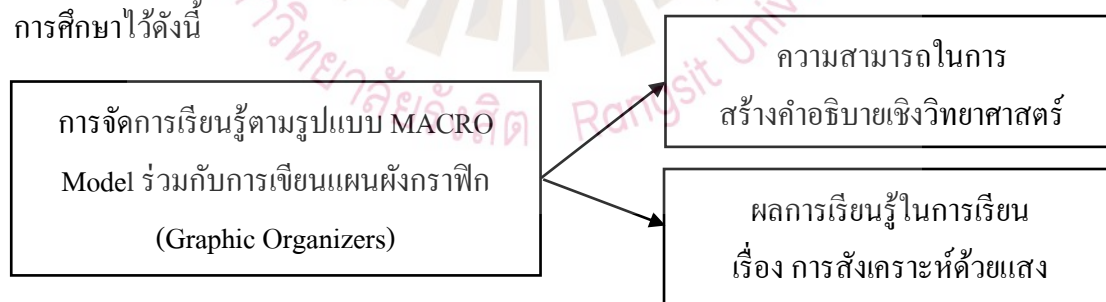 การศึกษาไว้ดังนี้
การจัดการเรียนรู้ตามรูปแบบ MACRO
Model ร่วมกับการเขียนแผนผังกราฟิก
(Graphic Organizers)
ความสามารถในการ
สร้างคำอธิบายเชิงวิทยาศาสตร์
ผลการเรียนรู้ในการเรียน
เรื่อง การสังเคราะห์ด้วยแสง
Rangsit